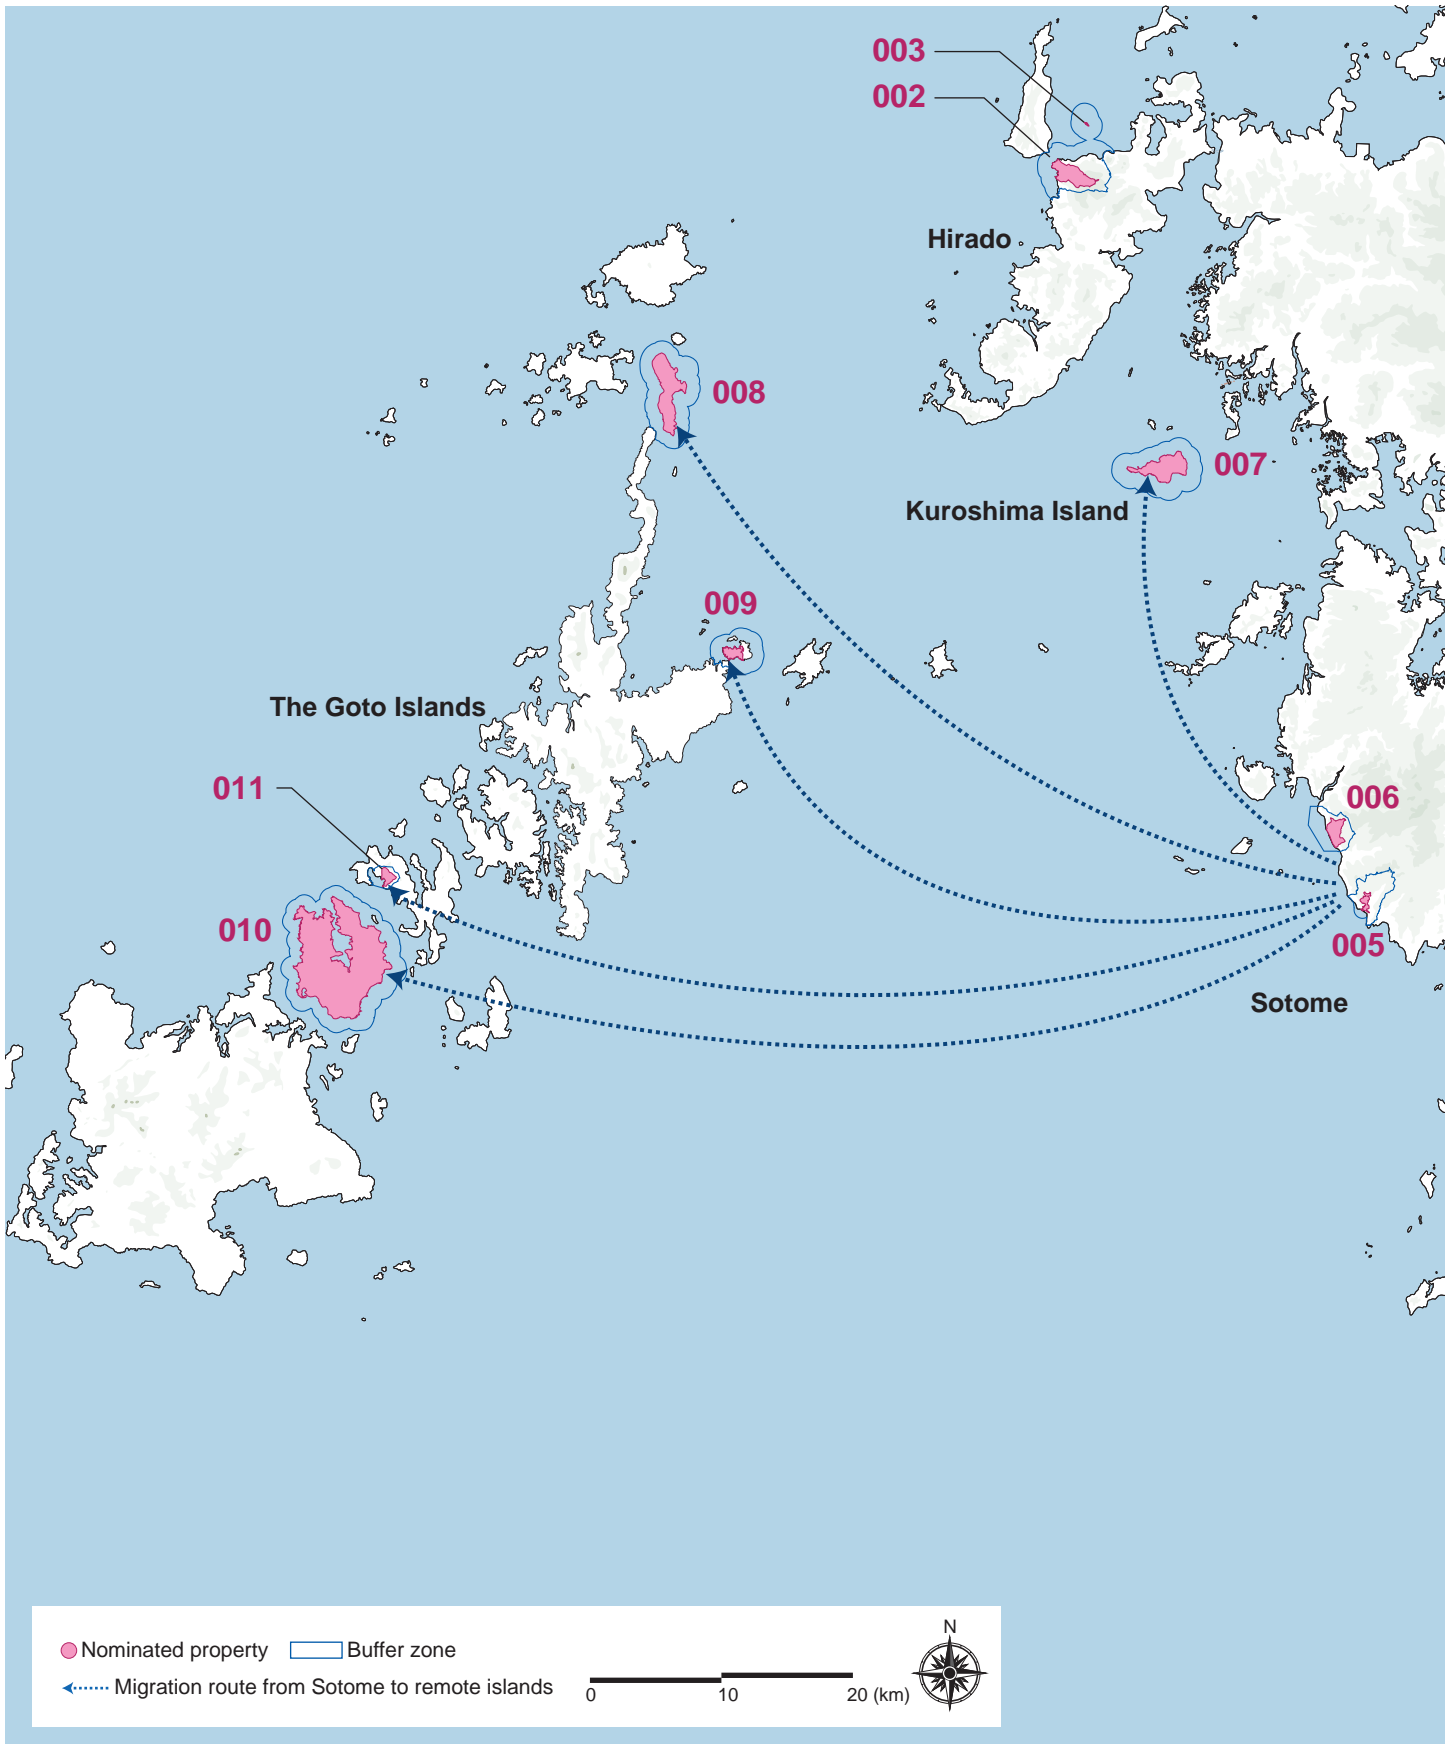 003
002
Hirado
008
007
Kuroshima Island
009
The Goto Islands
011
006
010
005
Sotome
N
Nominated property
Buffer zone
Migration route from Sotome to remote islands
0 10 20 (km)